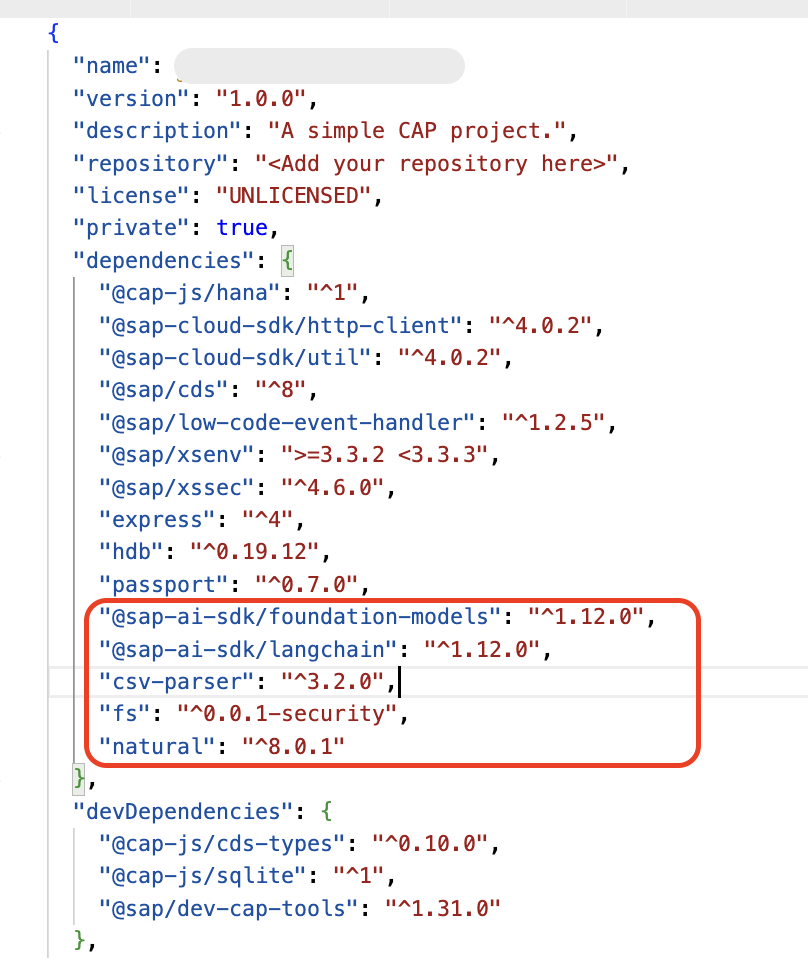 {
"name":
"version": "1.0.0",
"description": "A simple CAP project.",
"repository": "<Add your repository here>",
"license": "UNLICENSED",
"private": true,
"dependencies": {
"@cap-js/hana": "^1",
"@sap-cloud-sdk/http-client": "^4.0.2",
"@sap-cloud-sdk/util": "^4.0.2",
"@sap/cds": "^8",
"@sap/low-code-event-handler": "^1.2.5",
"@sap/xsenv": ">=3.3.2 <3.3.3",
"@sap/xssec": "^4.6.0",
"express": "^4",
"hdb": "^0.19.12",
"passport": "^0.7.0",
"@sap-ai-sdk/foundation-models": "^1.12.0",
"@sap-ai-sdk/langchain": "^1.12.0",
"csv-parser": "^3.2.0",
"fs": "^0.0.1-security",
"natural": "^8.0.1"
},
"devDependencies": {
"@cap-js/cds-types": "^0.10.0",
"@cap-js/sqlite": "^1",
"@sap/dev-cap-tools": "^1.31.0"
},